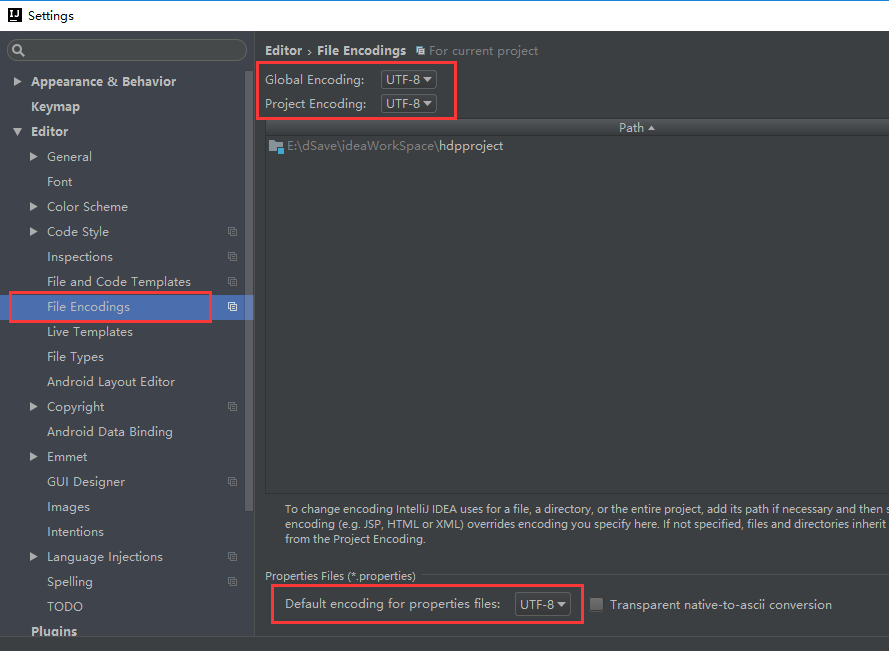 Settings
Editor › File Encodings For current project
Appearance & Behavior
Keymap
Editor
General
Font
Color Scheme
Code Style
Inspections
File and Code Templates
File Encodings
Live Templates
File Types
Android Layout Editor
Copyright
Android Data Binding
Emmet
GUI Designer
Images
Intentions
Language Injections
Spelling
TODO
Plugins
Global Encoding: UTF-8
Project Encoding: UTF-8
Path
E:\dSave\ideaWorkSpace\hdpproject
To change encoding IntelliJ IDEA uses for a file, a directory, or the entire project, add its path if necessary and then s
encoding (e.g. JSP, HTML or XML) overrides encoding you specify here. If not specified, files and directories inherit
from the Project Encoding.
Properties Files (*.properties)
Default encoding for properties files: UTF-8 Transparent native-to-ascii conversion